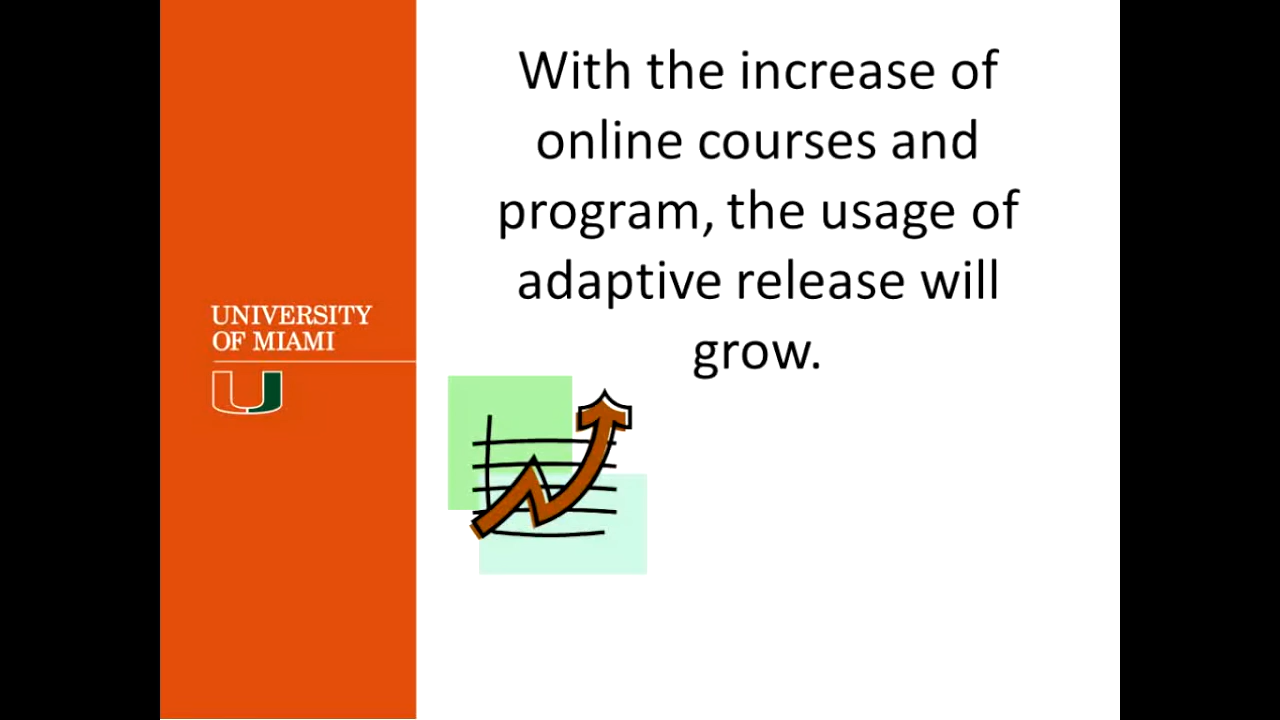 With the increase of
online courses and
program, the usage of
adaptive release will
grow.
UNIVERSITY
OF MIAMI